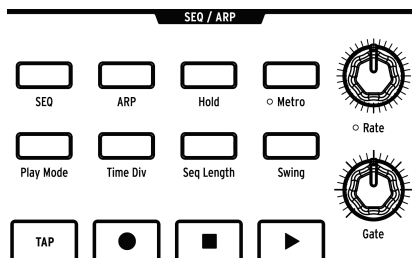 SEQ / ARP
SEQ ARP Hold ○ Metro
○ Rate
Play Mode Time Div Seq Length Swing
Gate
TAP